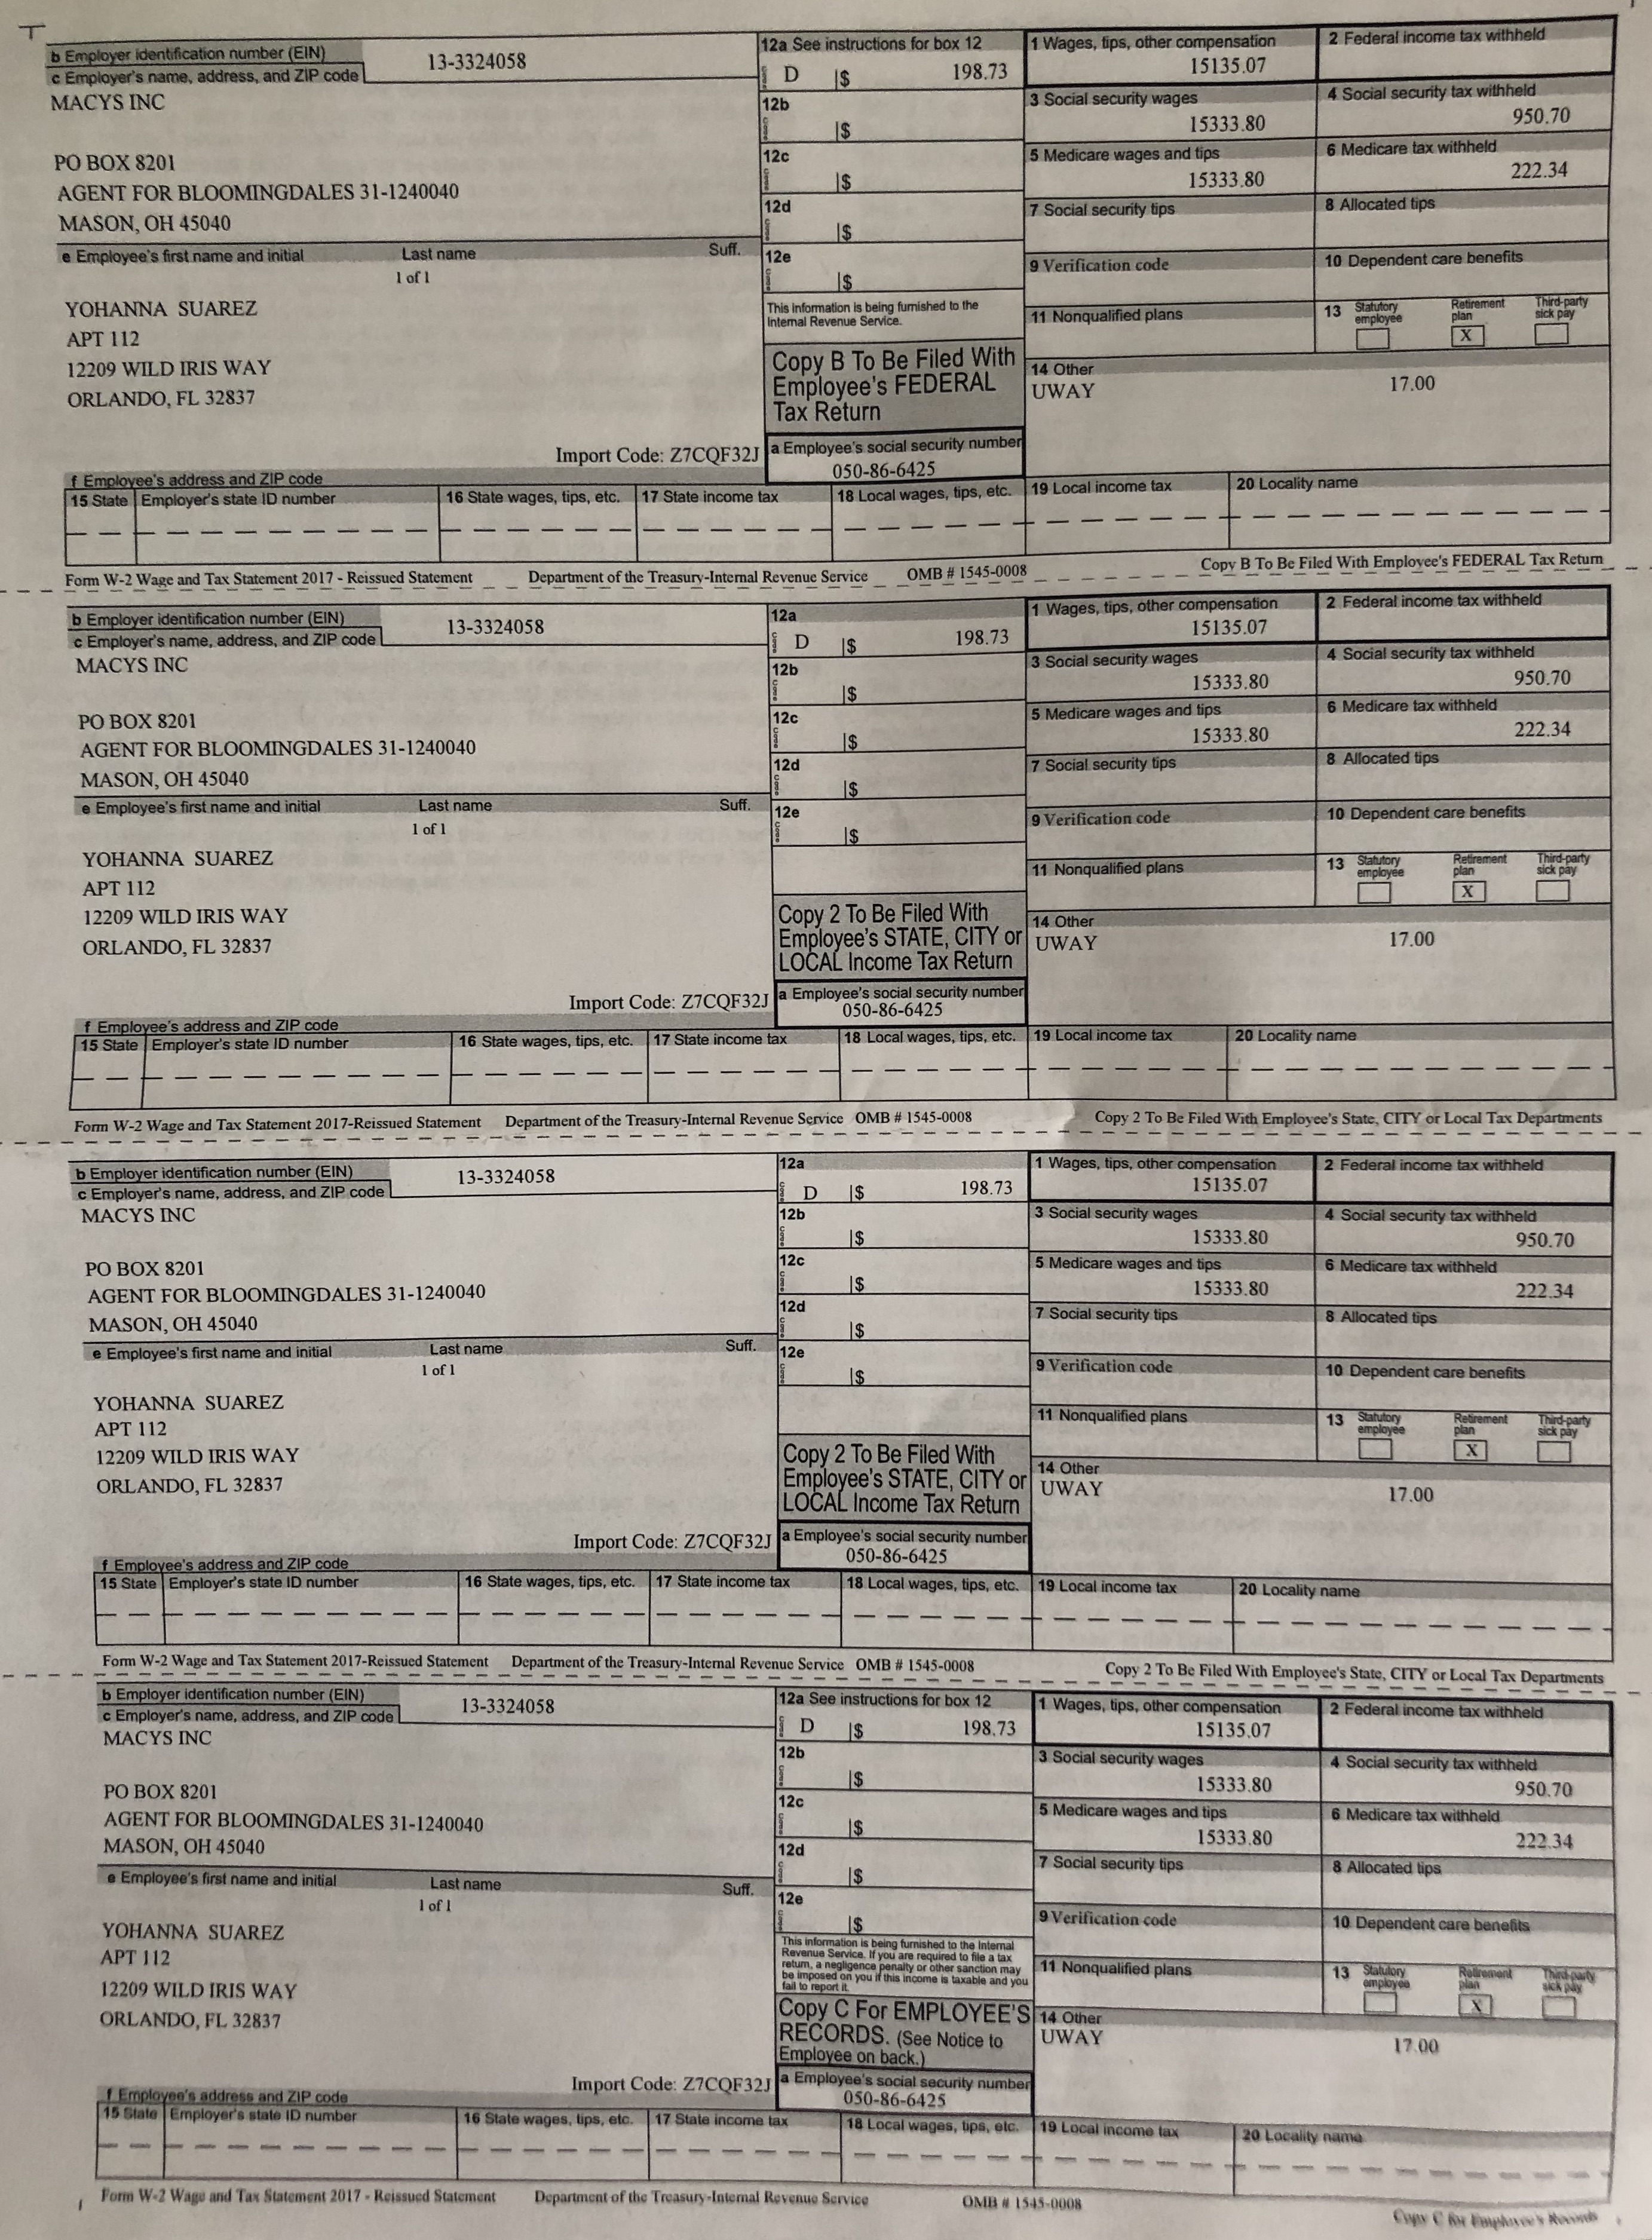 b Employer identification number (EIN) 13-3324058 12a See instructions for box 12 1 Wages, tips, other compensation 2 Federal income tax withheld
c Employer's name, address, and ZIP code D $ 198.73 15135.07
MACYS INC 12b $ 3 Social security wages 4 Social security tax withheld
15333.80 950.70
PO BOX 8201 12c $ 5 Medicare wages and tips 6 Medicare tax withheld
15333.80 222.34
AGENT FOR BLOOMINGDALES 31-1240040
MASON, OH 45040 12d $ 7 Social security tips 8 Allocated tips
e Employee's first name and initial Last name Suff. 12e $ 9 Verification code 10 Dependent care benefits
1 of 1
YOHANNA SUAREZ This information is being furnished to the Internal Revenue Service. 11 Nonqualified plans 13 Statutory employee Retirement plan X Third-party sick pay
APT 112
12209 WILD IRIS WAY Copy B To Be Filed With Employee's FEDERAL Tax Return 14 Other
ORLANDO, FL 32837 UWAY 17.00
Import Code: Z7CQF32J a Employee's social security number
050-86-6425
f Employee's address and ZIP code
15 State Employer's state ID number 16 State wages, tips, etc. 17 State income tax 18 Local wages, tips, etc. 19 Local income tax 20 Locality name
Form W-2 Wage and Tax Statement 2017 - Reissued Statement Department of the Treasury-Internal Revenue Service OMB # 1545-0008 Copy B To Be Filed With Employee's FEDERAL Tax Return
b Employer identification number (EIN) 13-3324058 12a 1 Wages, tips, other compensation 2 Federal income tax withheld
c Employer's name, address, and ZIP code D $ 198.73 15135.07
MACYS INC 12b $ 3 Social security wages 4 Social security tax withheld
15333.80 950.70
PO BOX 8201 12c $ 5 Medicare wages and tips 6 Medicare tax withheld
15333.80 222.34
AGENT FOR BLOOMINGDALES 31-1240040
MASON, OH 45040 12d $ 7 Social security tips 8 Allocated tips
e Employee's first name and initial Last name Suff. 12e $ 9 Verification code 10 Dependent care benefits
1 of 1
YOHANNA SUAREZ 11 Nonqualified plans 13 Statutory employee Retirement plan X Third-party sick pay
APT 112
12209 WILD IRIS WAY Copy 2 To Be Filed With Employee's STATE, CITY or LOCAL Income Tax Return 14 Other
ORLANDO, FL 32837 UWAY 17.00
Import Code: Z7CQF32J a Employee's social security number
050-86-6425
f Employee's address and ZIP code
15 State Employer's state ID number 16 State wages, tips, etc. 17 State income tax 18 Local wages, tips, etc. 19 Local income tax 20 Locality name
Form W-2 Wage and Tax Statement 2017-Reissued Statement Department of the Treasury-Internal Revenue Service OMB # 1545-0008 Copy 2 To Be Filed With Employee's State, CITY or Local Tax Departments
b Employer identification number (EIN) 13-3324058 12a 1 Wages, tips, other compensation 2 Federal income tax withheld
c Employer's name, address, and ZIP code D $ 198.73 15135.07
MACYS INC 12b $ 3 Social security wages 4 Social security tax withheld
15333.80 950.70
PO BOX 8201 12c $ 5 Medicare wages and tips 6 Medicare tax withheld
15333.80 222.34
AGENT FOR BLOOMINGDALES 31-1240040
MASON, OH 45040 12d $ 7 Social security tips 8 Allocated tips
e Employee's first name and initial Last name Suff. 12e $ 9 Verification code 10 Dependent care benefits
1 of 1
YOHANNA SUAREZ 11 Nonqualified plans 13 Statutory employee Retirement plan X Third-party sick pay
APT 112
12209 WILD IRIS WAY Copy 2 To Be Filed With Employee's STATE, CITY or LOCAL Income Tax Return 14 Other
ORLANDO, FL 32837 UWAY 17.00
Import Code: Z7CQF32J a Employee's social security number
050-86-6425
f Employee's address and ZIP code
15 State Employer's state ID number 16 State wages, tips, etc. 17 State income tax 18 Local wages, tips, etc. 19 Local income tax 20 Locality name
Form W-2 Wage and Tax Statement 2017-Reissued Statement Department of the Treasury-Internal Revenue Service OMB # 1545-0008 Copy 2 To Be Filed With Employee's State, CITY or Local Tax Departments
b Employer identification number (EIN) 13-3324058 12a See instructions for box 12 1 Wages, tips, other compensation 2 Federal income tax withheld
c Employer's name, address, and ZIP code D $ 198.73 15135.07
MACYS INC 12b $ 3 Social security wages 4 Social security tax withheld
15333.80 950.70
PO BOX 8201 12c $ 5 Medicare wages and tips 6 Medicare tax withheld
15333.80 222.34
AGENT FOR BLOOMINGDALES 31-1240040
MASON, OH 45040 12d $ 7 Social security tips 8 Allocated tips
e Employee's first name and initial Last name Suff. 12e $ 9 Verification code 10 Dependent care benefits
1 of 1
YOHANNA SUAREZ This information is being furnished to the Internal Revenue Service. If you are required to file a tax return, a negligence penalty or other sanction may be imposed on you if this income is taxable and you fail to report it. 11 Nonqualified plans 13 Statutory employee Retirement plan X Third-party sick pay
APT 112
12209 WILD IRIS WAY Copy C For EMPLOYEE'S RECORDS. (See Notice to Employee on back.) 14 Other
ORLANDO, FL 32837 UWAY 17.00
Import Code: Z7CQF32J a Employee's social security number
050-86-6425
f Employee's address and ZIP code
15 State Employer's state ID number 16 State wages, tips, etc. 17 State income tax 18 Local wages, tips, etc. 19 Local income tax 20 Locality name
Form W-2 Wage and Tax Statement 2017 - Reissued Statement Department of the Treasury-Internal Revenue Service OMB # 1545-0008 Copy C for Employee's Records